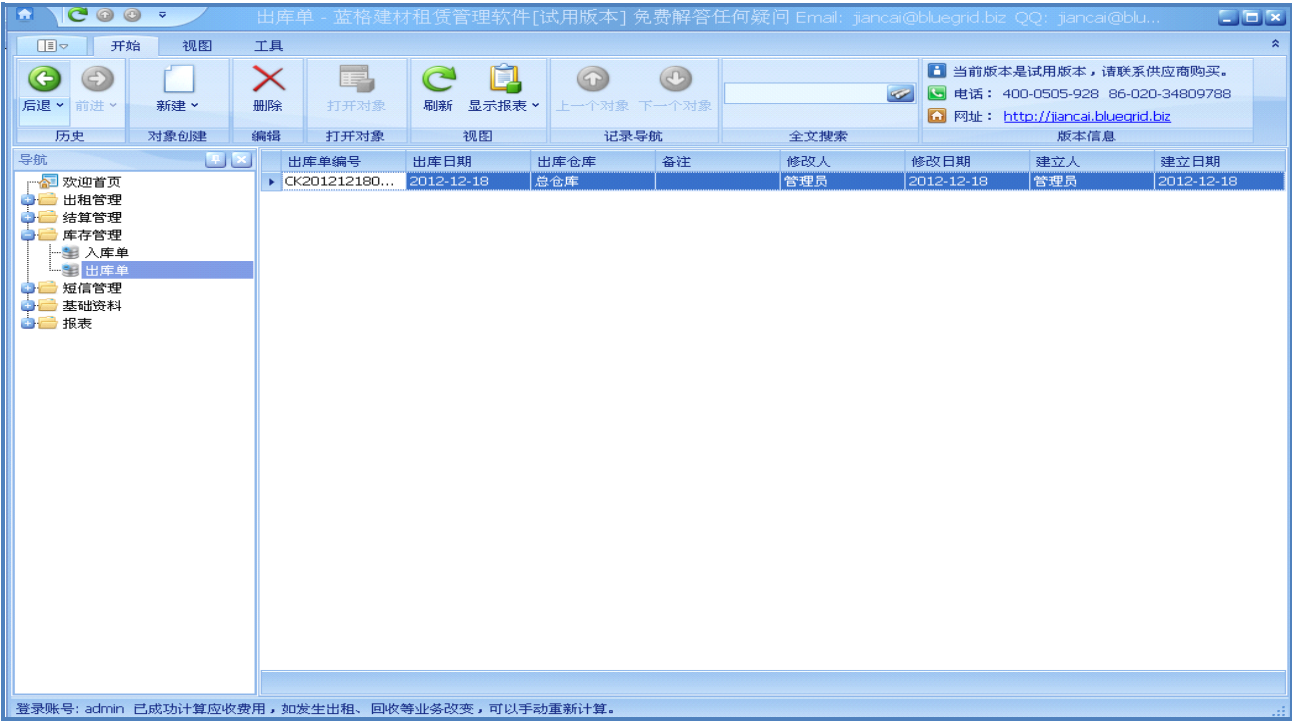 出库单 - 蓝格建材租赁管理软件[试用版本] 免费解答任何疑问 Email: jiancai@bluegrid.biz QQ: jiancai@blu...
开始 视图 工具
后退 前进 新建 删除 打开对象 刷新 显示报表 上一个对象 下一个对象
当前版本是试用版本，请联系供应商购买。
电话： 400-0505-928 86-020-34809788
网址： http://jiancai.bluegrid.biz
历史 对象创建 编辑 打开对象 视图 记录导航 全文搜索 版本信息
导航
欢迎首页
出租管理
结算管理
库存管理
入库单
出库单
短信管理
基础资料
报表
出库单编号 出库日期 出库仓库 备注 修改人 修改日期 建立人 建立日期
CK201212180... 2012-12-18 总仓库 管理员 2012-12-18 管理员 2012-12-18
登录账号: admin 已成功计算应收费用，如发生出租、回收等业务改变，可以手动重新计算。